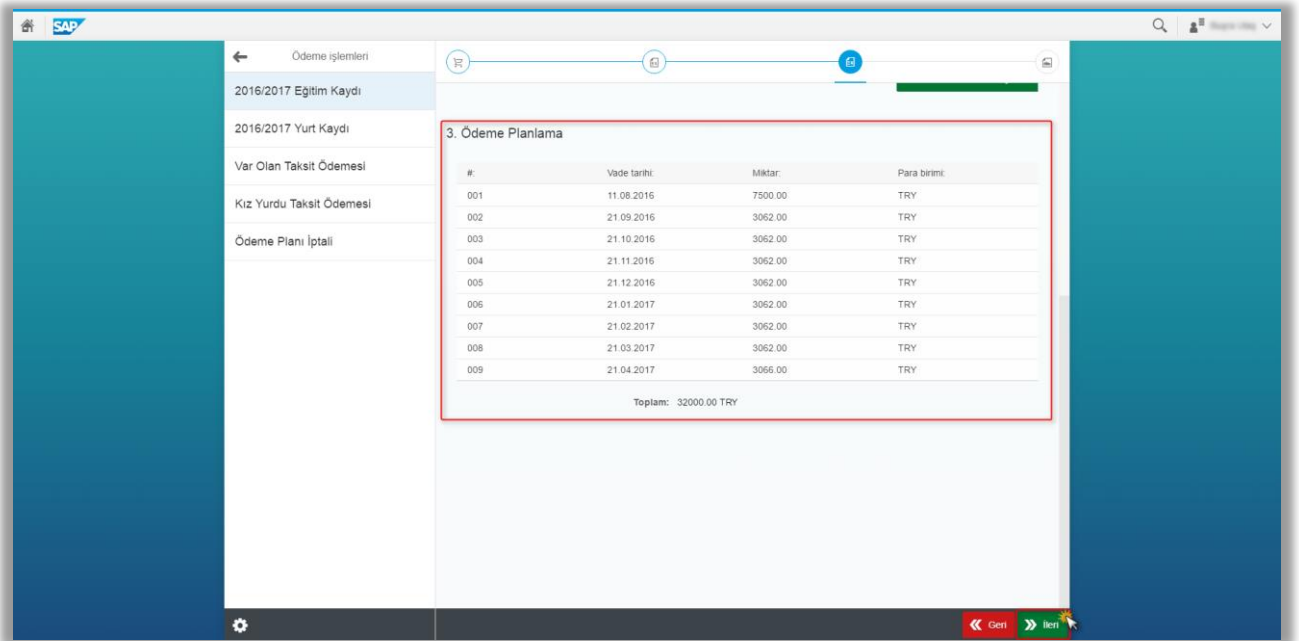 SAP
Ödeme işlemleri
2016/2017 Eğitim Kaydı
2016/2017 Yurt Kaydı
Var Olan Taksit Ödemesi
Kız Yurdu Taksit Ödemesi
Ödeme Planı İptali
3. Ödeme Planlama
#: Vade tarihi: Miktar: Para birimi:
001 11.08.2016 7500.00 TRY
002 21.09.2016 3062.00 TRY
003 21.10.2016 3062.00 TRY
004 21.11.2016 3062.00 TRY
005 21.12.2016 3062.00 TRY
006 21.01.2017 3062.00 TRY
007 21.02.2017 3062.00 TRY
008 21.03.2017 3062.00 TRY
009 21.04.2017 3066.00 TRY
Toplam: 32000.00 TRY
Geri İleri